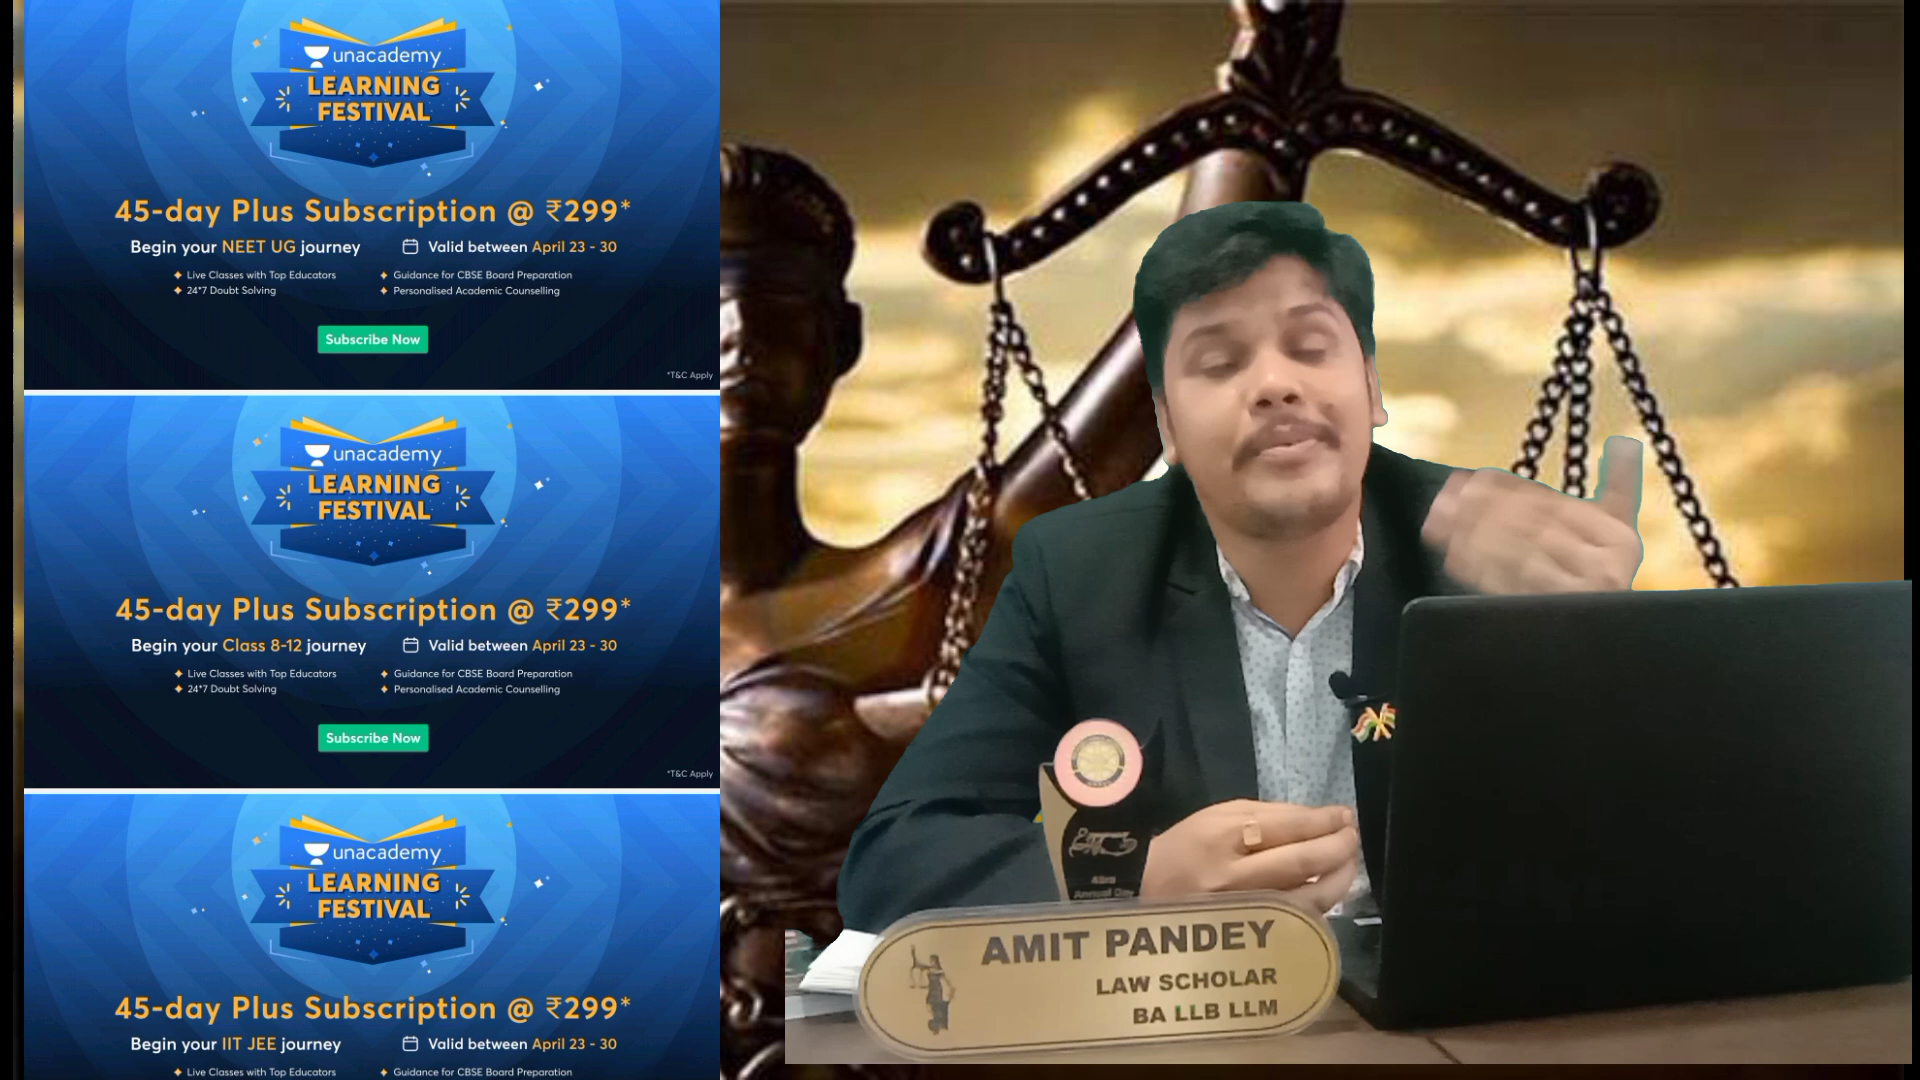 unacademy
LEARNING
FESTIVAL
45-day Plus Subscription @ ₹299*
Begin your NEET UG journey
Valid between April 23 - 30
Live Classes with Top Educators
Guidance for CBSE Board Preparation
24*7 Doubt Solving
Personalised Academic Counselling
Subscribe Now
*T&C Apply
unacademy
LEARNING
FESTIVAL
45-day Plus Subscription @ ₹299*
Begin your Class 8-12 journey
Valid between April 23 - 30
Live Classes with Top Educators
Guidance for CBSE Board Preparation
24*7 Doubt Solving
Personalised Academic Counselling
Subscribe Now
*T&C Apply
unacademy
LEARNING
FESTIVAL
45-day Plus Subscription @ ₹299*
Begin your IIT JEE journey
Valid between April 23 - 30
Live Classes with Top Educators
Guidance for CBSE Board Preparation
Annual Day
AMIT PANDEY
LAW SCHOLAR
BA LLB LLM